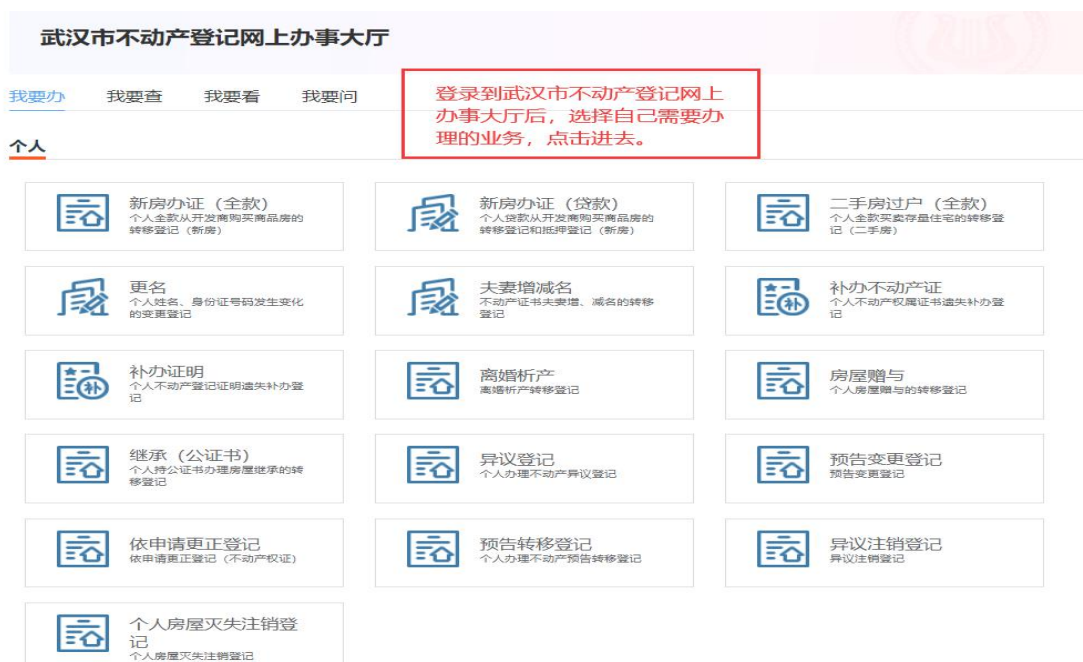 武汉市不动产登记网上办事大厅
我要办 我要查 我要看 我要问
登录到武汉市不动产登记网上
办事大厅后，选择自己需要办
理的业务，点击进去。
个人
新房办证（全款）
个人全款从开发商购买商品房的
转移登记（新房）
新房办证（贷款）
个人贷款从开发商购买商品房的
转移登记和抵押登记（新房）
二手房过户（全款）
个人全款买卖存量住宅的转移登
记（二手房）
更名
个人姓名、身份证号码发生变化
的变更登记
夫妻增减名
不动产证书夫妻增、减名的转移
登记
补办不动产证
个人不动产权属证书遗失补办登
记
补
补办证明
个人不动产登记证明遗失补办登
记
补
离婚析产
离婚析产转移登记
房屋赠与
个人房屋赠与的转移登记
继承（公证书）
个人持公证书办理房屋继承的转
移登记
异议登记
个人办理不动产异议登记
预告变更登记
预告变更登记
依申请更正登记
依申请更正登记（不动产权证）
预告转移登记
个人办理不动产预告转移登记
异议注销登记
异议注销登记
个人房屋灭失注销登
记
个人房屋灭失注销登记